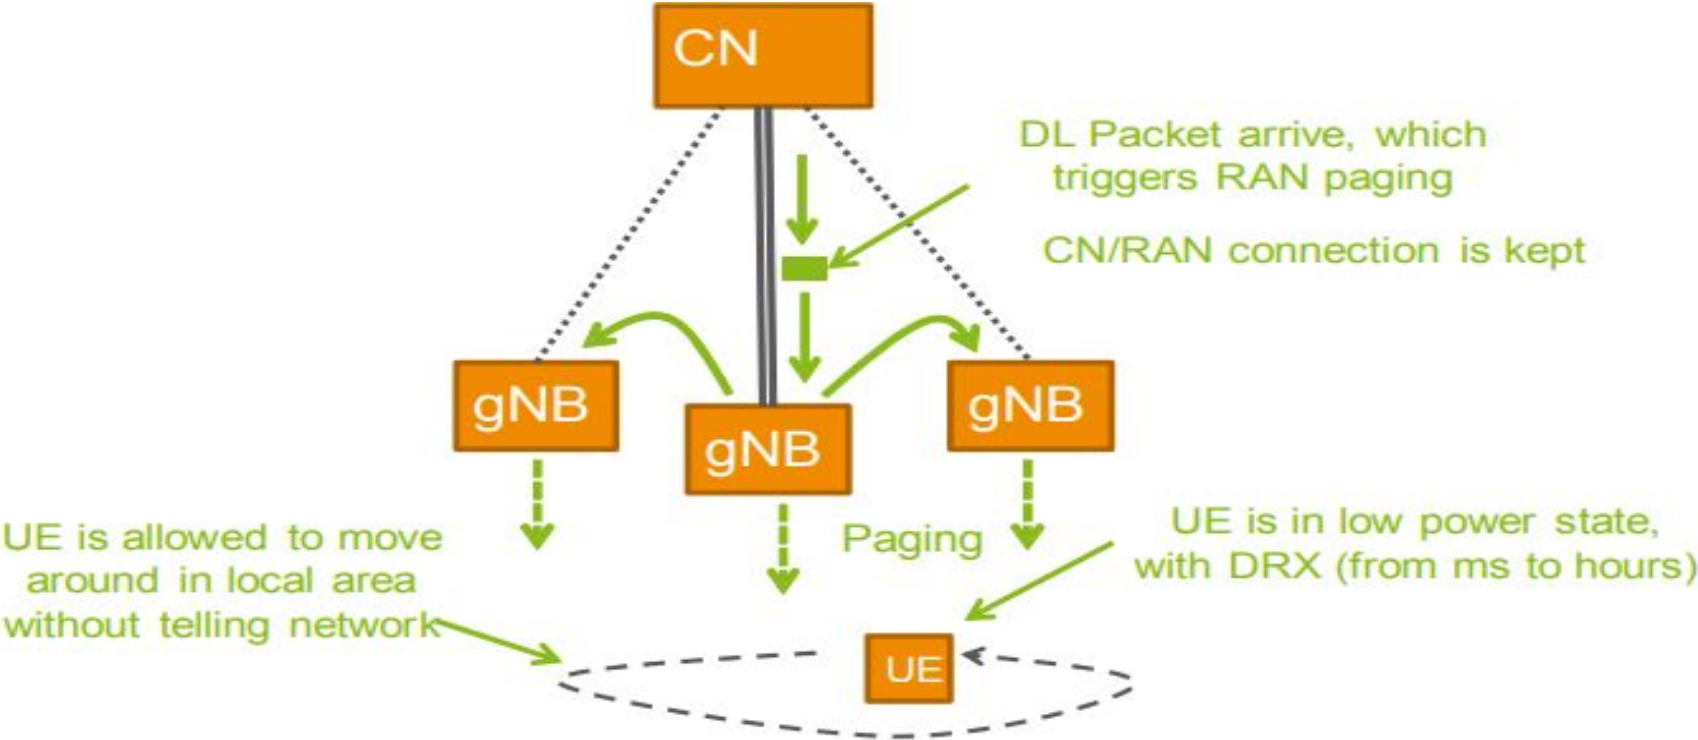 CN
DL Packet arrive, which
triggers RAN paging
CN/RAN connection is kept
gNB
gNB
gNB
UE is allowed to move
around in local area
without telling network
Paging
UE is in low power state,
with DRX (from ms to hours)
UE